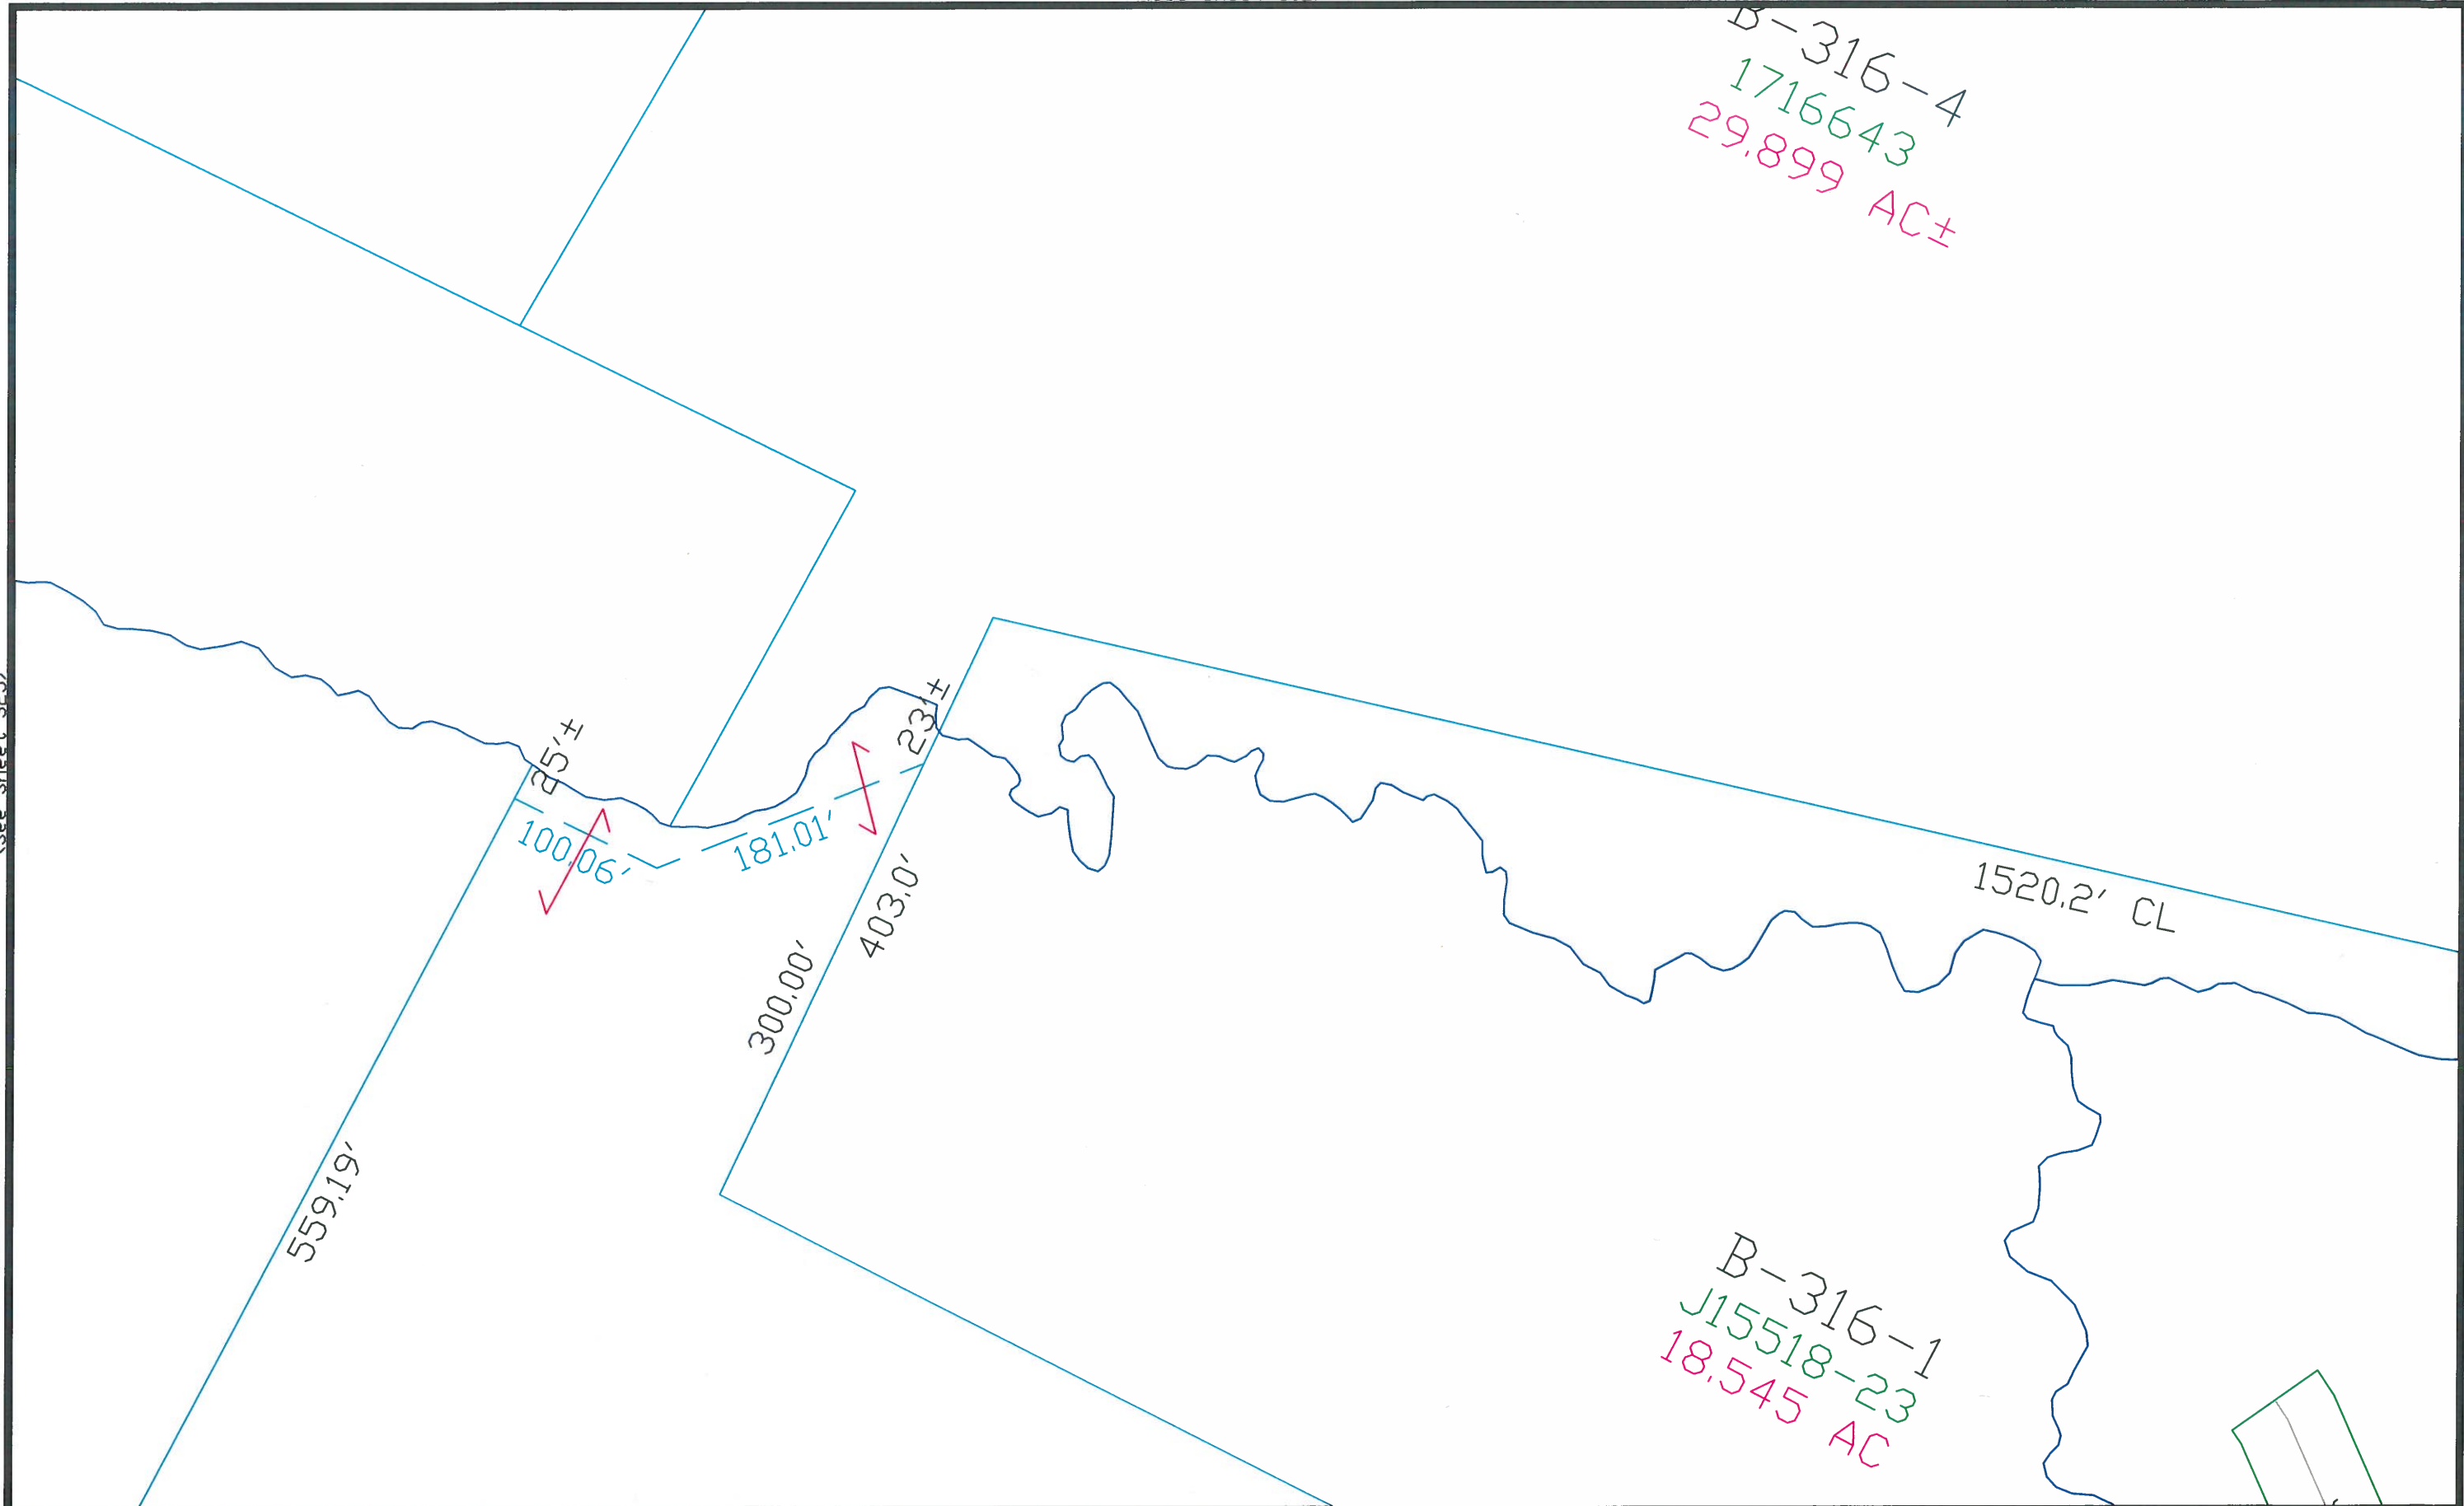 B-316-4
1716643
29.899 AC±
25'±
23'±
100.06'
181.01'
403.0'
300.00'
1520.2' CL
559.19'
B-316-1
J15518-23
18.545 AC